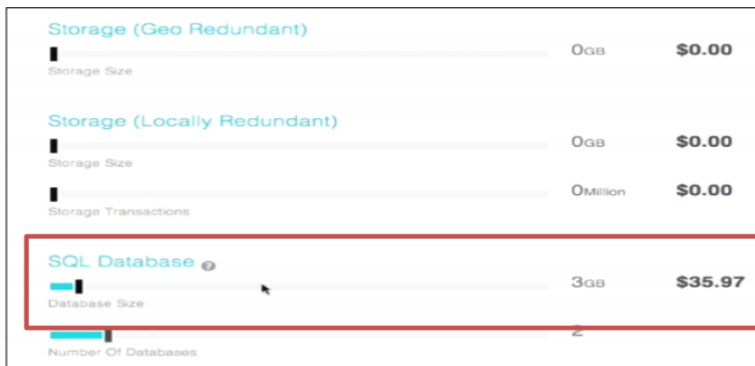 Storage (Geo Redundant)
0GB $0.00
Storage Size
Storage (Locally Redundant)
0GB $0.00
Storage Size
0Million $0.00
Storage Transactions
SQL Database ?
3GB $35.97
Database Size
2
Number Of Databases